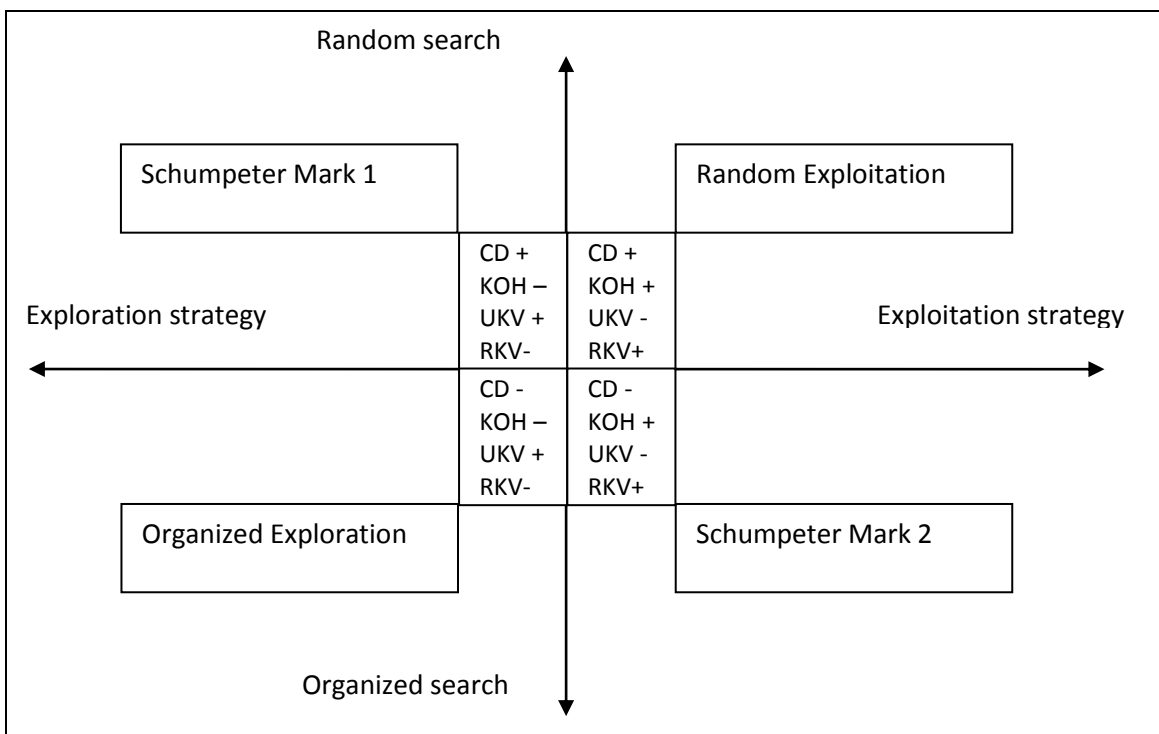 Random search
Schumpeter Mark 1
Random Exploitation
CD +
KOH –
UKV +
RKV-
CD +
KOH +
UKV -
RKV+
Exploration strategy
Exploitation strategy
CD -
KOH –
UKV +
RKV-
CD -
KOH +
UKV -
RKV+
Organized Exploration
Schumpeter Mark 2
Organized search